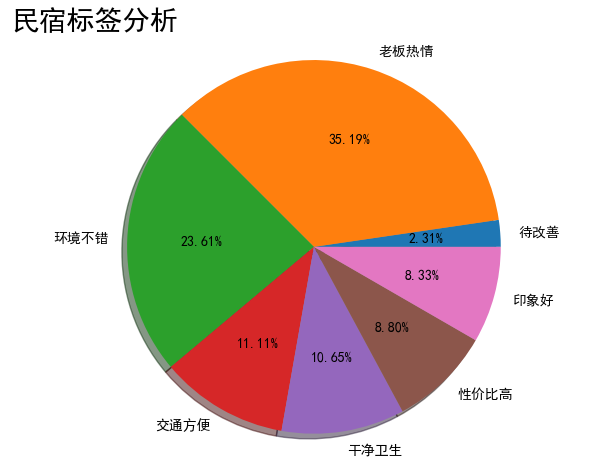 民宿标签分析
老板热情
35.19%
待改善
2.31%
环境不错
23.61%
印象好
8.33%
性价比高
8.80%
交通方便
11.11%
干净卫生
10.65%